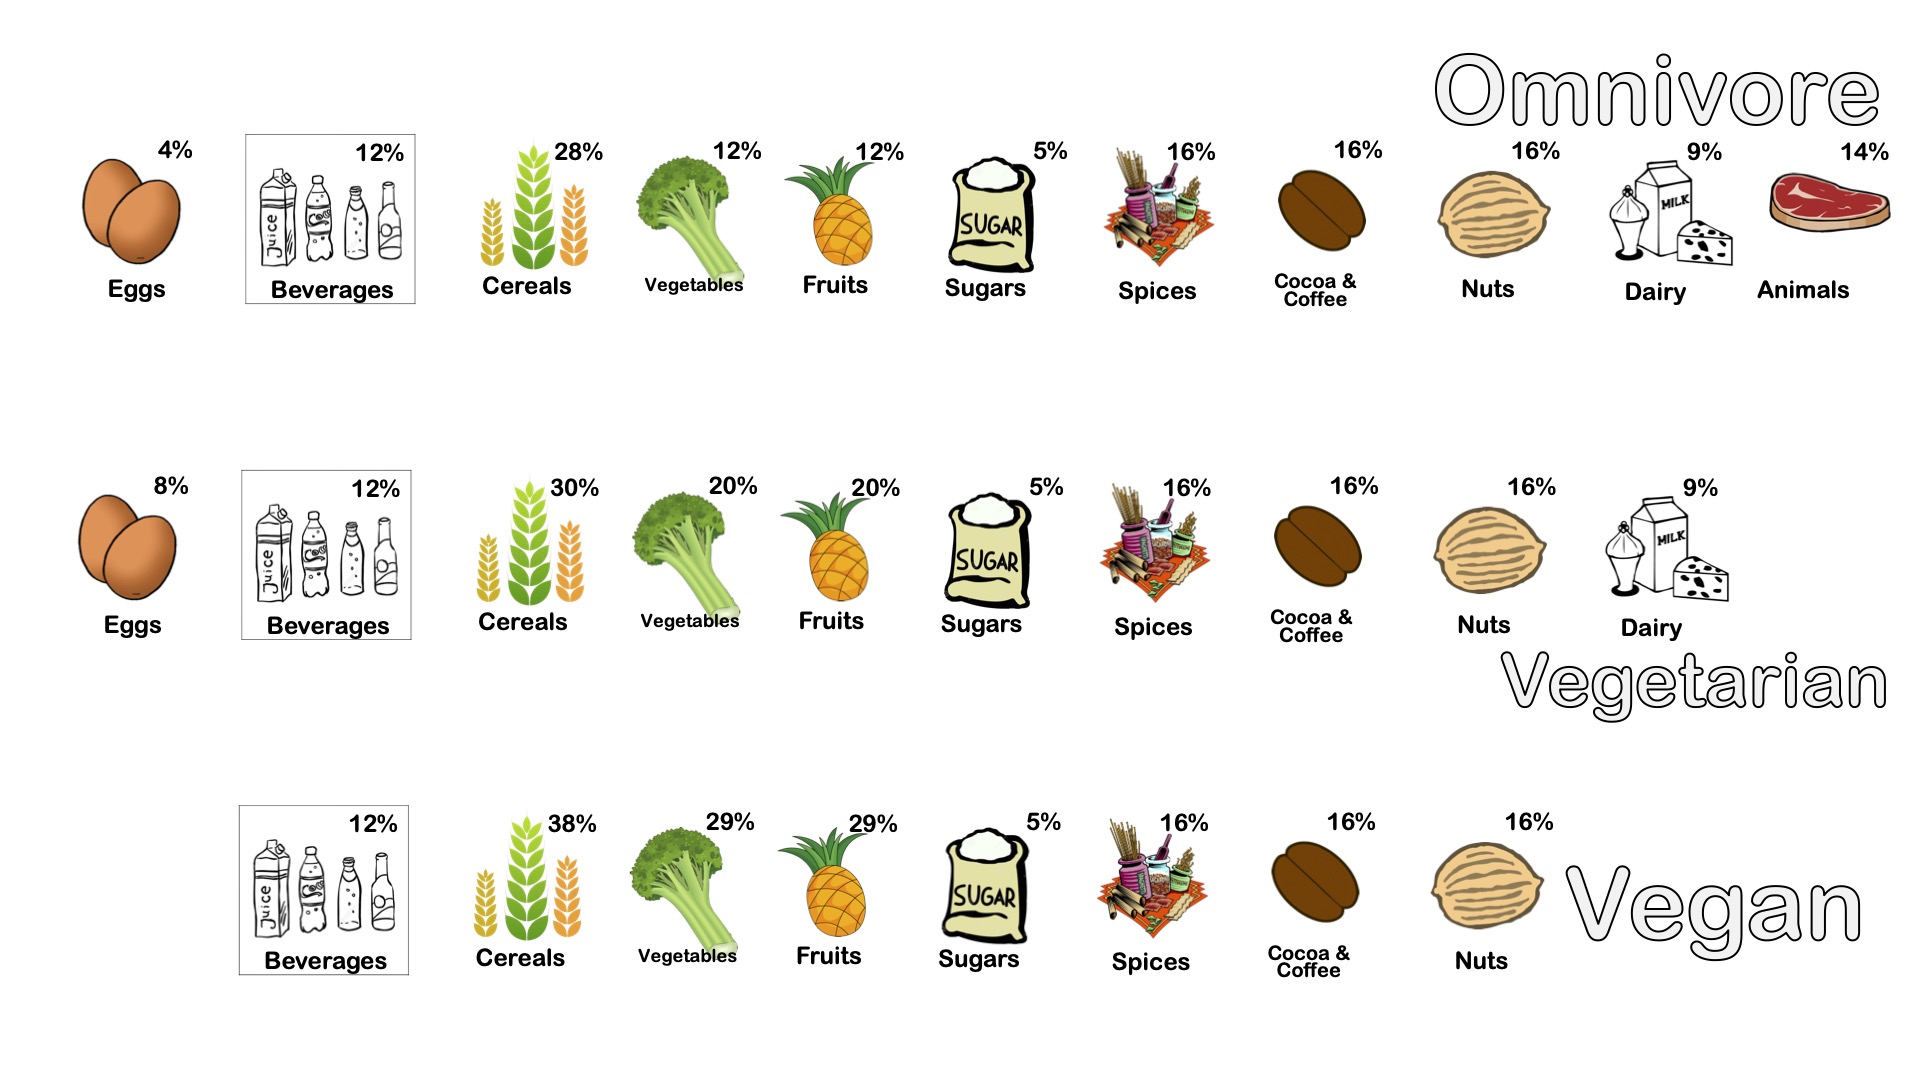 Omnivore
4% 12% 28% 12% 12% 5% 16% 16% 16% 9% 14%
Juice Cola SUGAR MILK
Eggs Beverages Cereals Vegetables Fruits Sugars Spices Cocoa & Nuts Dairy Animals
Coffee
8% 12% 30% 20% 20% 5% 16% 16% 16% 9%
Juice Cola SUGAR MILK
Eggs Beverages Cereals Vegetables Fruits Sugars Spices Cocoa & Nuts Dairy
Coffee
Vegetarian
12% 38% 29% 29% 5% 16% 16% 16%
Juice Cola SUGAR
Vegan
Beverages Cereals Vegetables Fruits Sugars Spices Cocoa & Nuts
Coffee